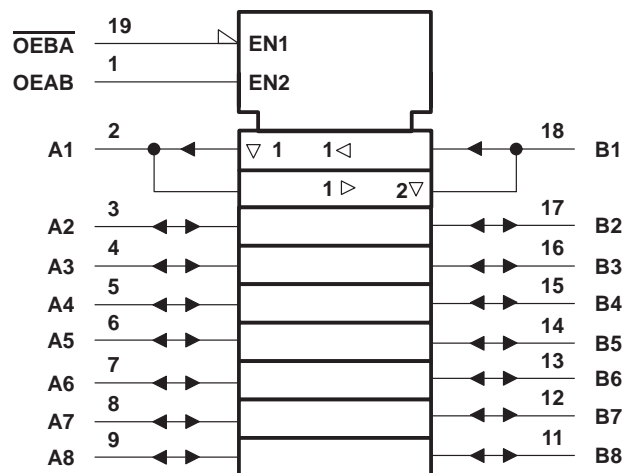 OEBA 19 EN1
OEAB 1 EN2
A1 2 ▽ 1 1 ◁ 18 B1
1 ▷ 2 ▽
A2 3 17 B2
A3 4 16 B3
A4 5 15 B4
A5 6 14 B5
A6 7 13 B6
A7 8 12 B7
A8 9 11 B8